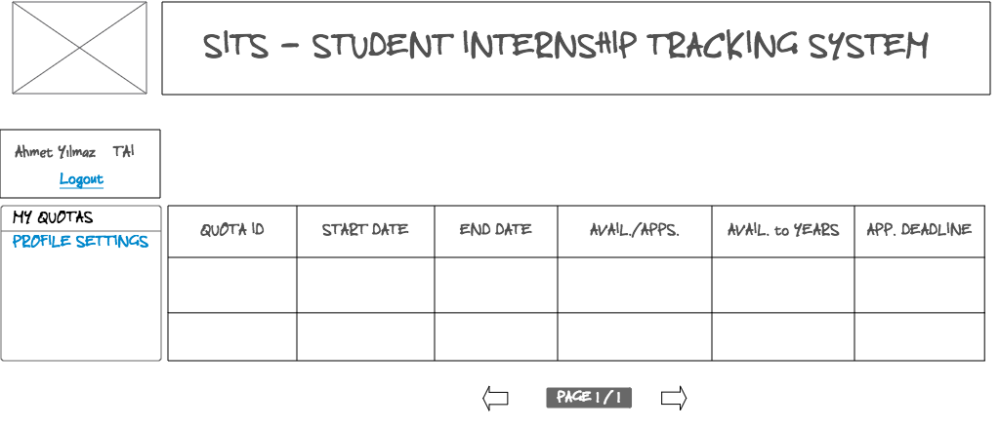 SITS - STUDENT INTERNSHIP TRACKING SYSTEM
Ahmet Yılmaz TAI
Logout
MY QUOTAS
PROFILE SETTINGS
QUOTA ID START DATE END DATE AVAIL./APPS. AVAIL. to YEARS APP. DEADLINE
PAGE 1 / 1